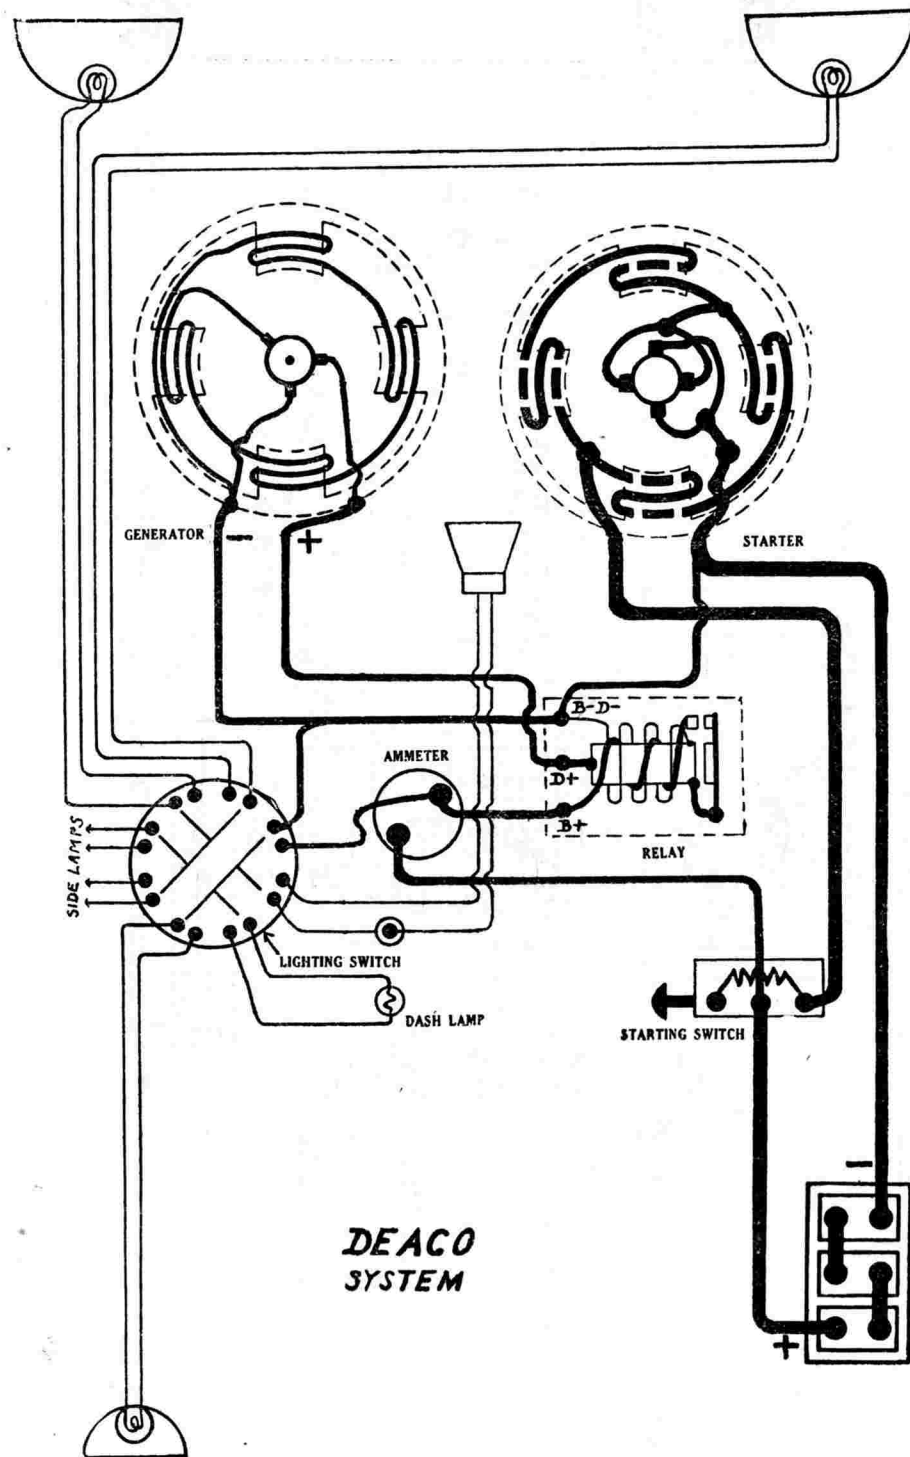 GENERATOR
-
+
STARTER
B-D-
AMMETER
D+
B+
RELAY
SIDE LAMPS
LIGHTING SWITCH
DASH LAMP
STARTING SWITCH
-
DEACO
SYSTEM
+